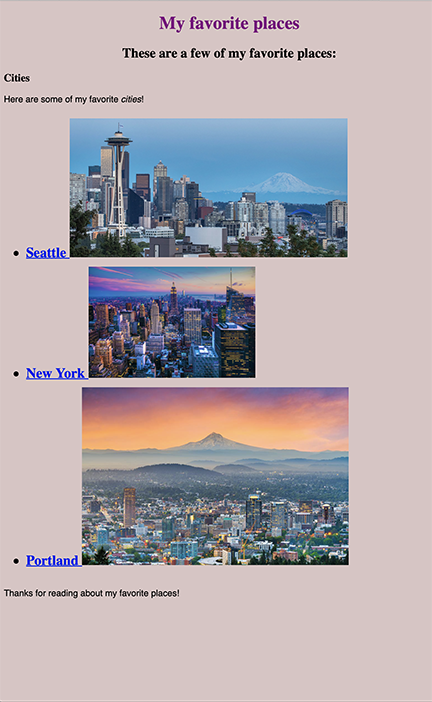 My favorite places
These are a few of my favorite places:
Cities
Here are some of my favorite cities!
Seattle
New York
Portland
Thanks for reading about my favorite places!